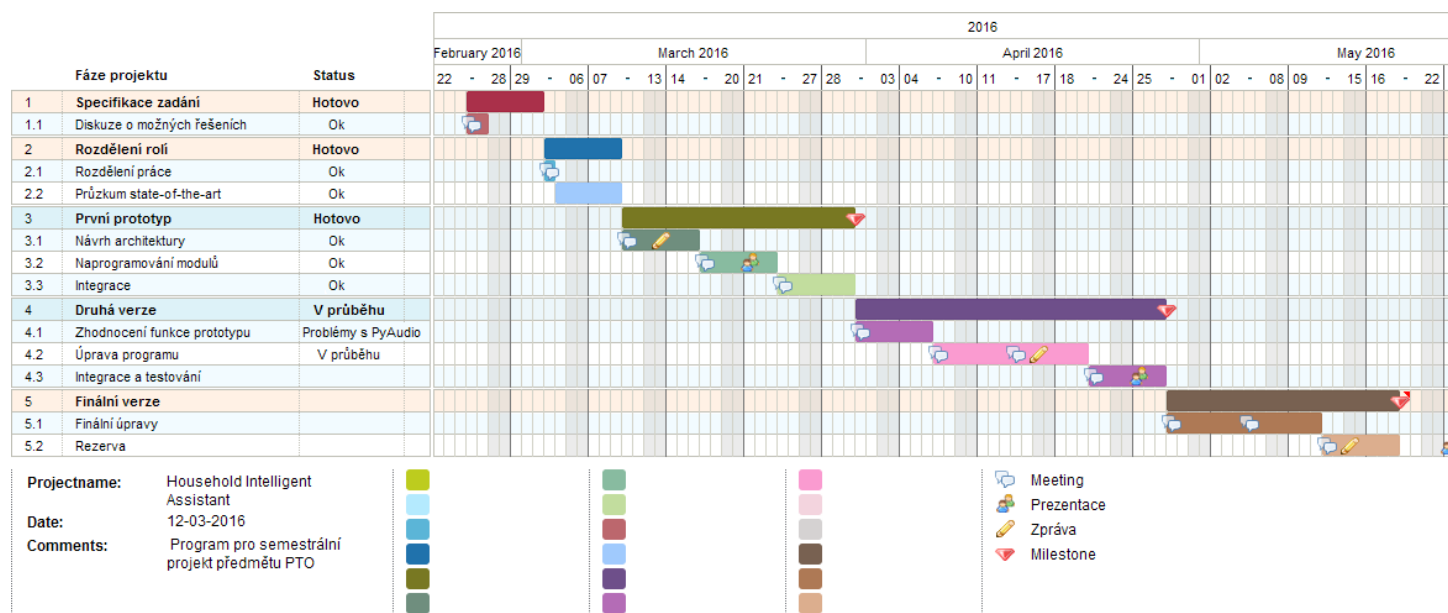 2016
February 2016 March 2016 April 2016 May 2016
Fáze projektu Status 22 - 28 29 - 06 07 - 13 14 - 20 21 - 27 28 - 03 04 - 10 11 - 17 18 - 24 25 - 01 02 - 08 09 - 15 16 - 22
1 Specifikace zadání Hotovo
1.1 Diskuze o možných řešeních Ok
2 Rozdělení rolí Hotovo
2.1 Rozdělení práce Ok
2.2 Průzkum state-of-the-art Ok
3 První prototyp Hotovo
3.1 Návrh architektury Ok
3.2 Naprogramování modulů Ok
3.3 Integrace Ok
4 Druhá verze V průběhu
4.1 Zhodnocení funkce prototypu Problémy s PyAudio
4.2 Úprava programu V průběhu
4.3 Integrace a testování
5 Finální verze
5.1 Finální úpravy
5.2 Rezerva
Projectname: Household Intelligent
Assistant
Date: 12-03-2016
Comments: Program pro semestrální
projekt předmětu PTO
Meeting
Prezentace
Zpráva
Milestone